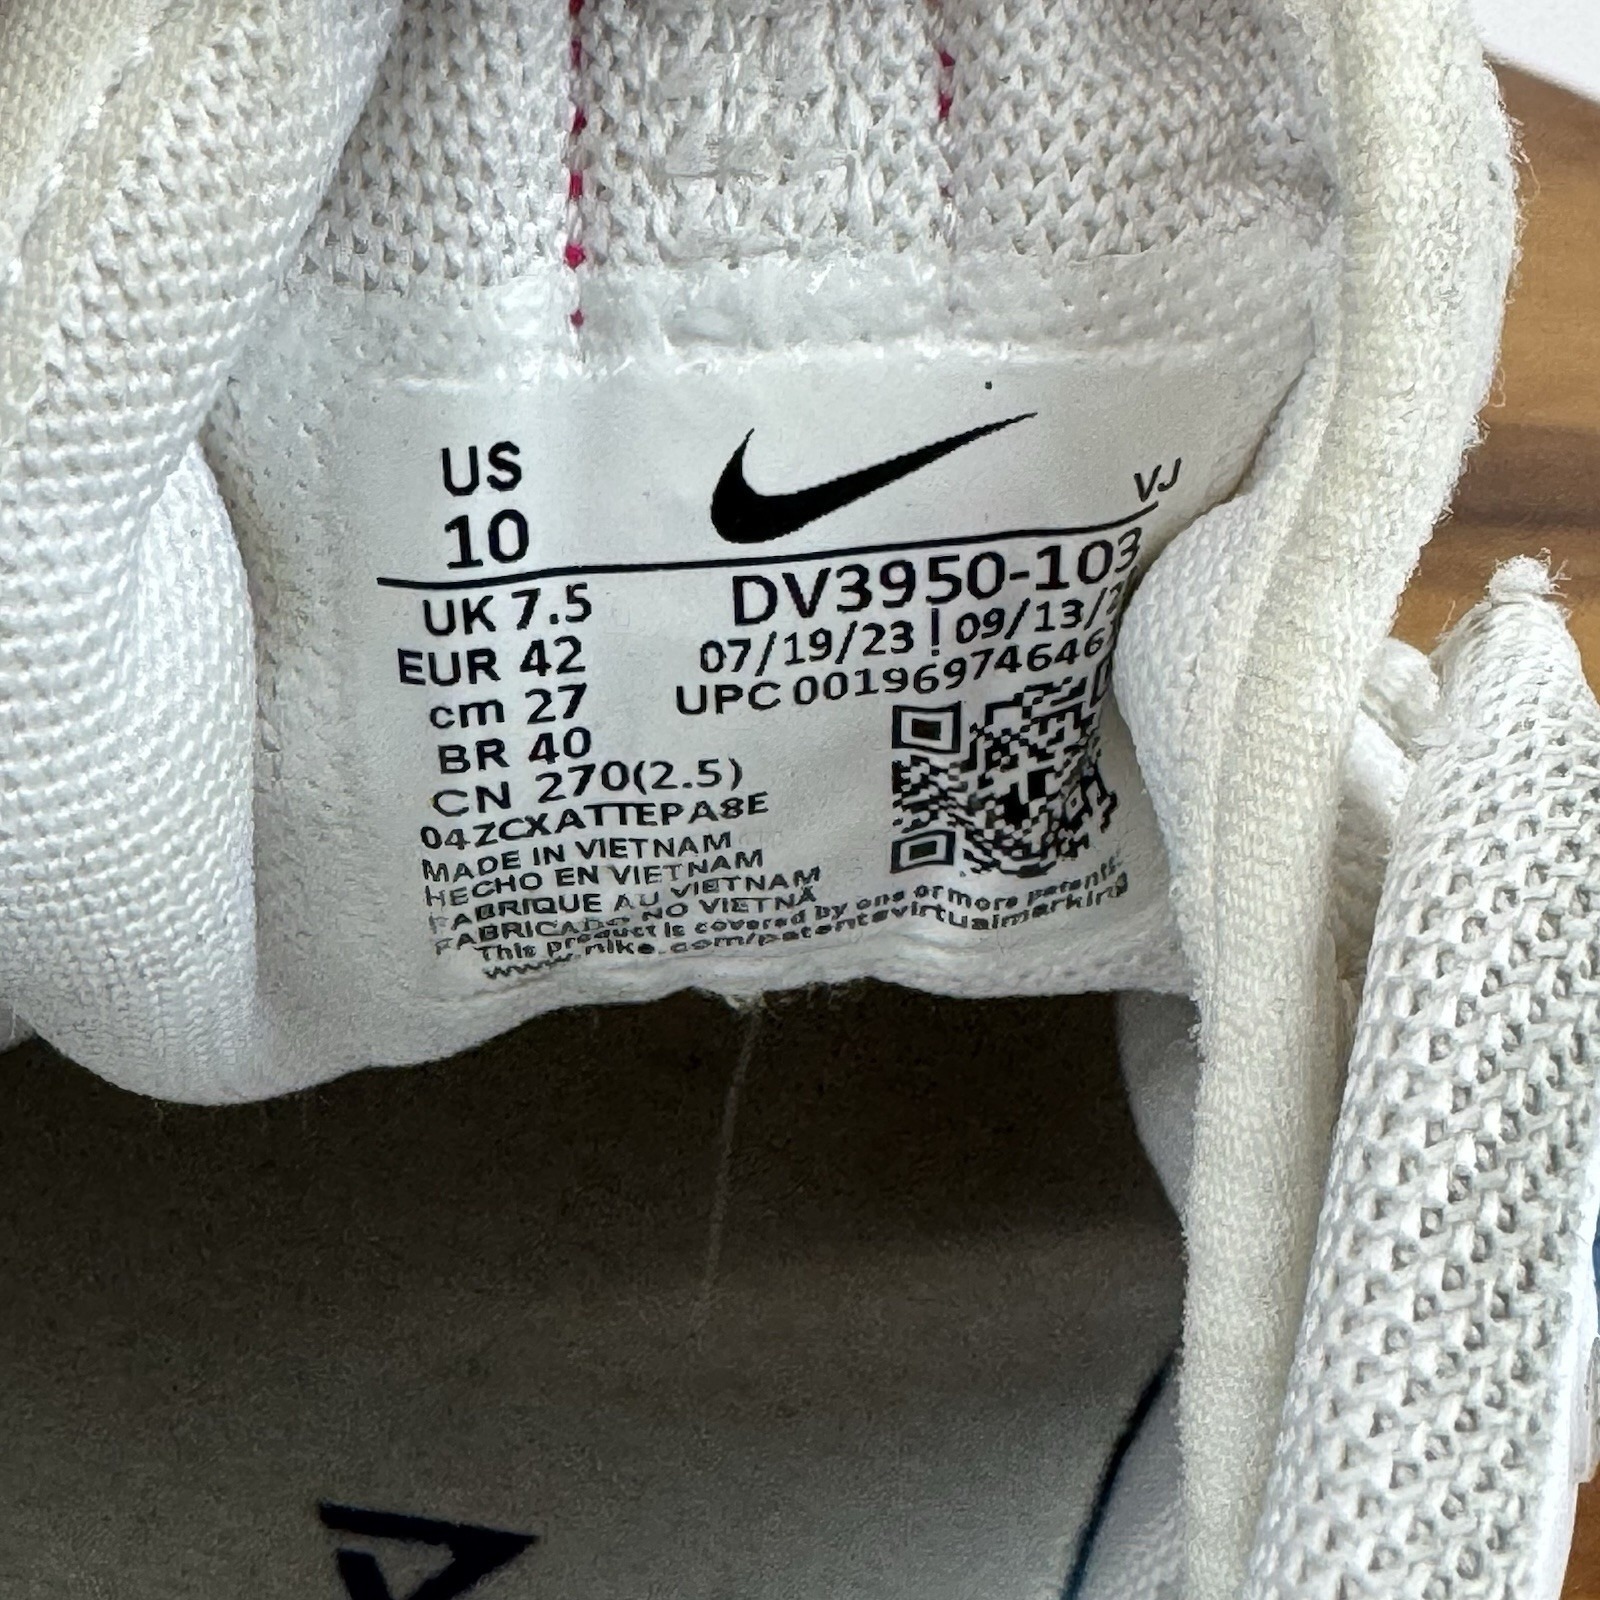 US
10
VJ
UK 7.5
EUR 42
cm 27
BR 40
CN 270(2.5)
DV3950-103
07/19/23 | 09/13/2
UPC 00196974646
04ZCXATTEPA8E
MADE IN VIETNAM
HECHO EN VIETNAM
FABRIQUE AU VIETNAM
FABRICADO NO VIETNÃ
This product is covered by one or more patents.
www.nike.com/patentsvirtualmarking